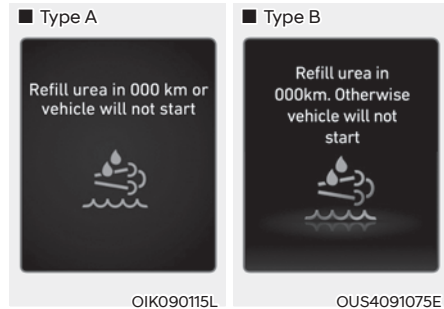 ■ Type A
Refill urea in 000 km or
vehicle will not start
OIK090115L
■ Type B
Refill urea in
000km. Otherwise
vehicle will not
start
OUS4091075E